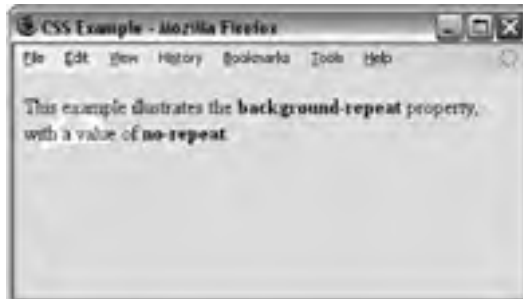 CSS Example - Mozilla Firefox
File Edit View History Bookmarks Tools Help
This example illustrates the background-repeat property,
with a value of no-repeat